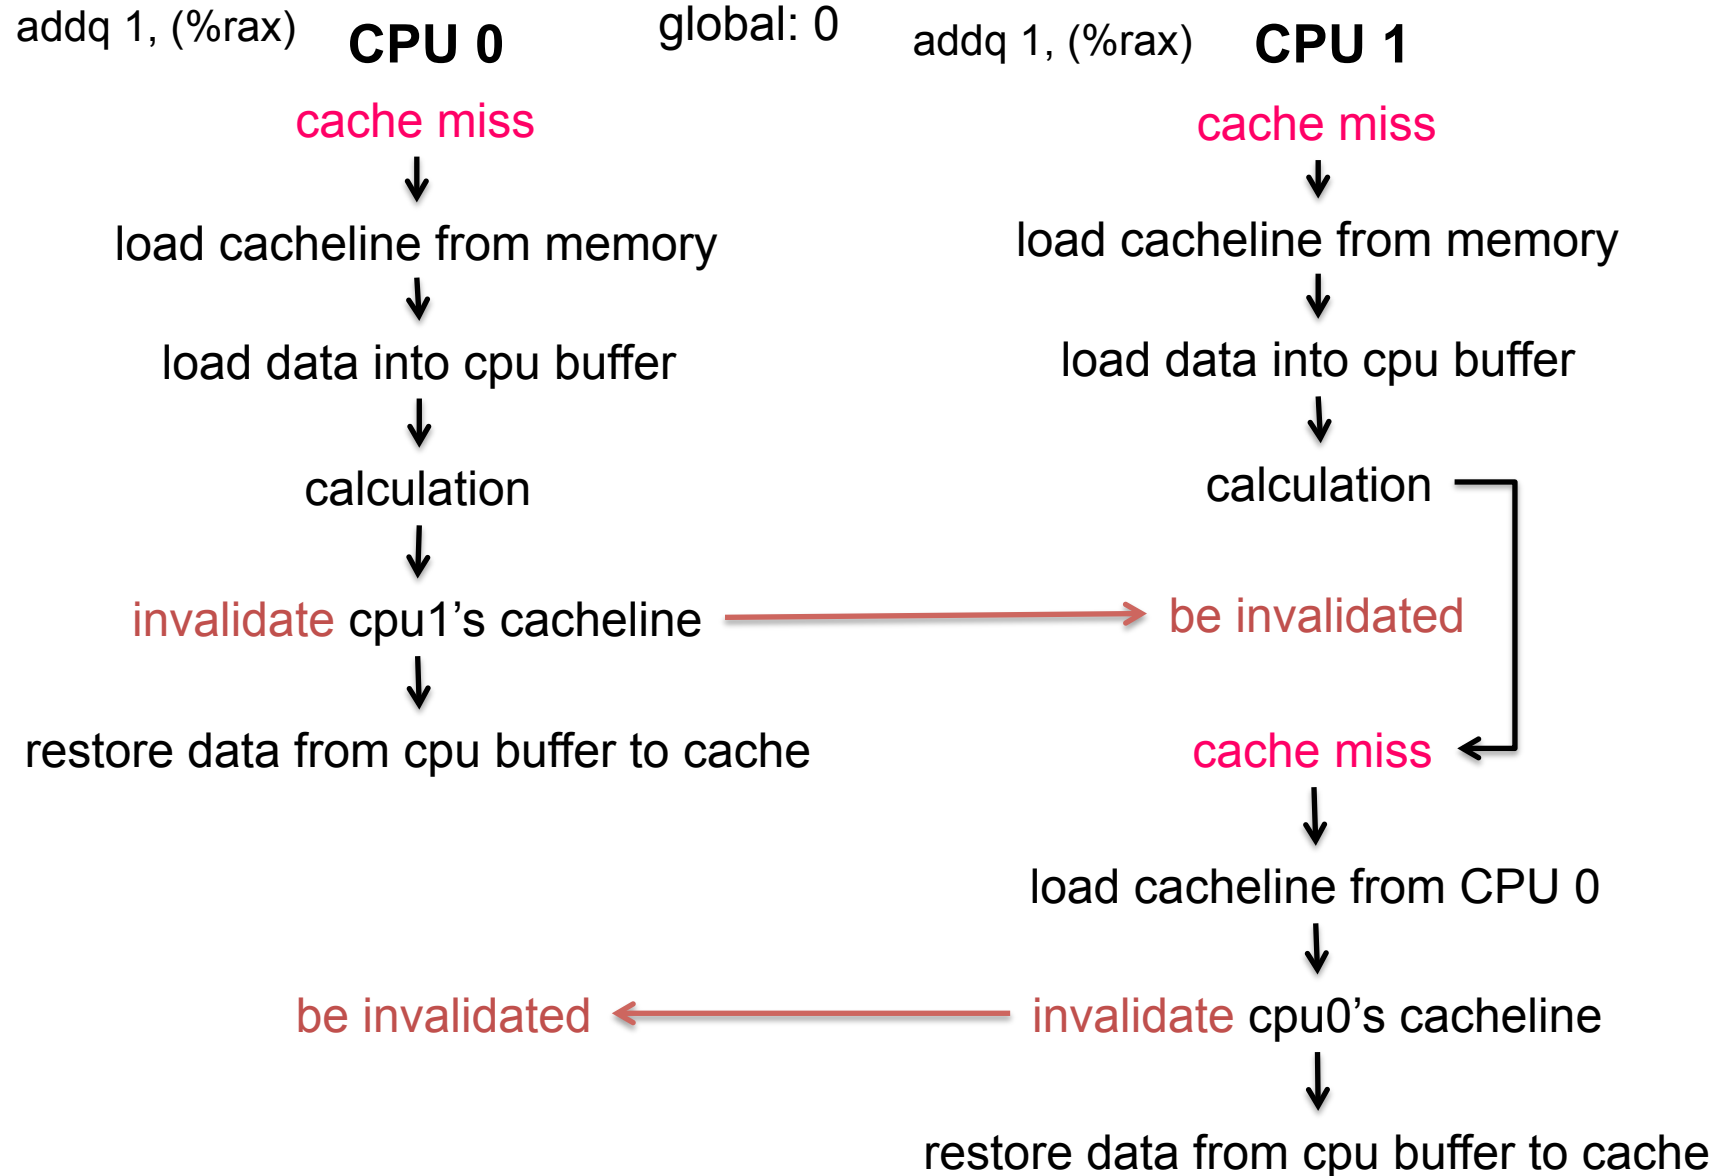 addq 1, (%rax)
CPU 0
global: 0
addq 1, (%rax)
CPU 1
cache miss
load cacheline from memory
load data into cpu buffer
calculation
invalidate cpu1’s cacheline
restore data from cpu buffer to cache
be invalidated
cache miss
load cacheline from memory
load data into cpu buffer
calculation
be invalidated
cache miss
load cacheline from CPU 0
invalidate cpu0’s cacheline
restore data from cpu buffer to cache